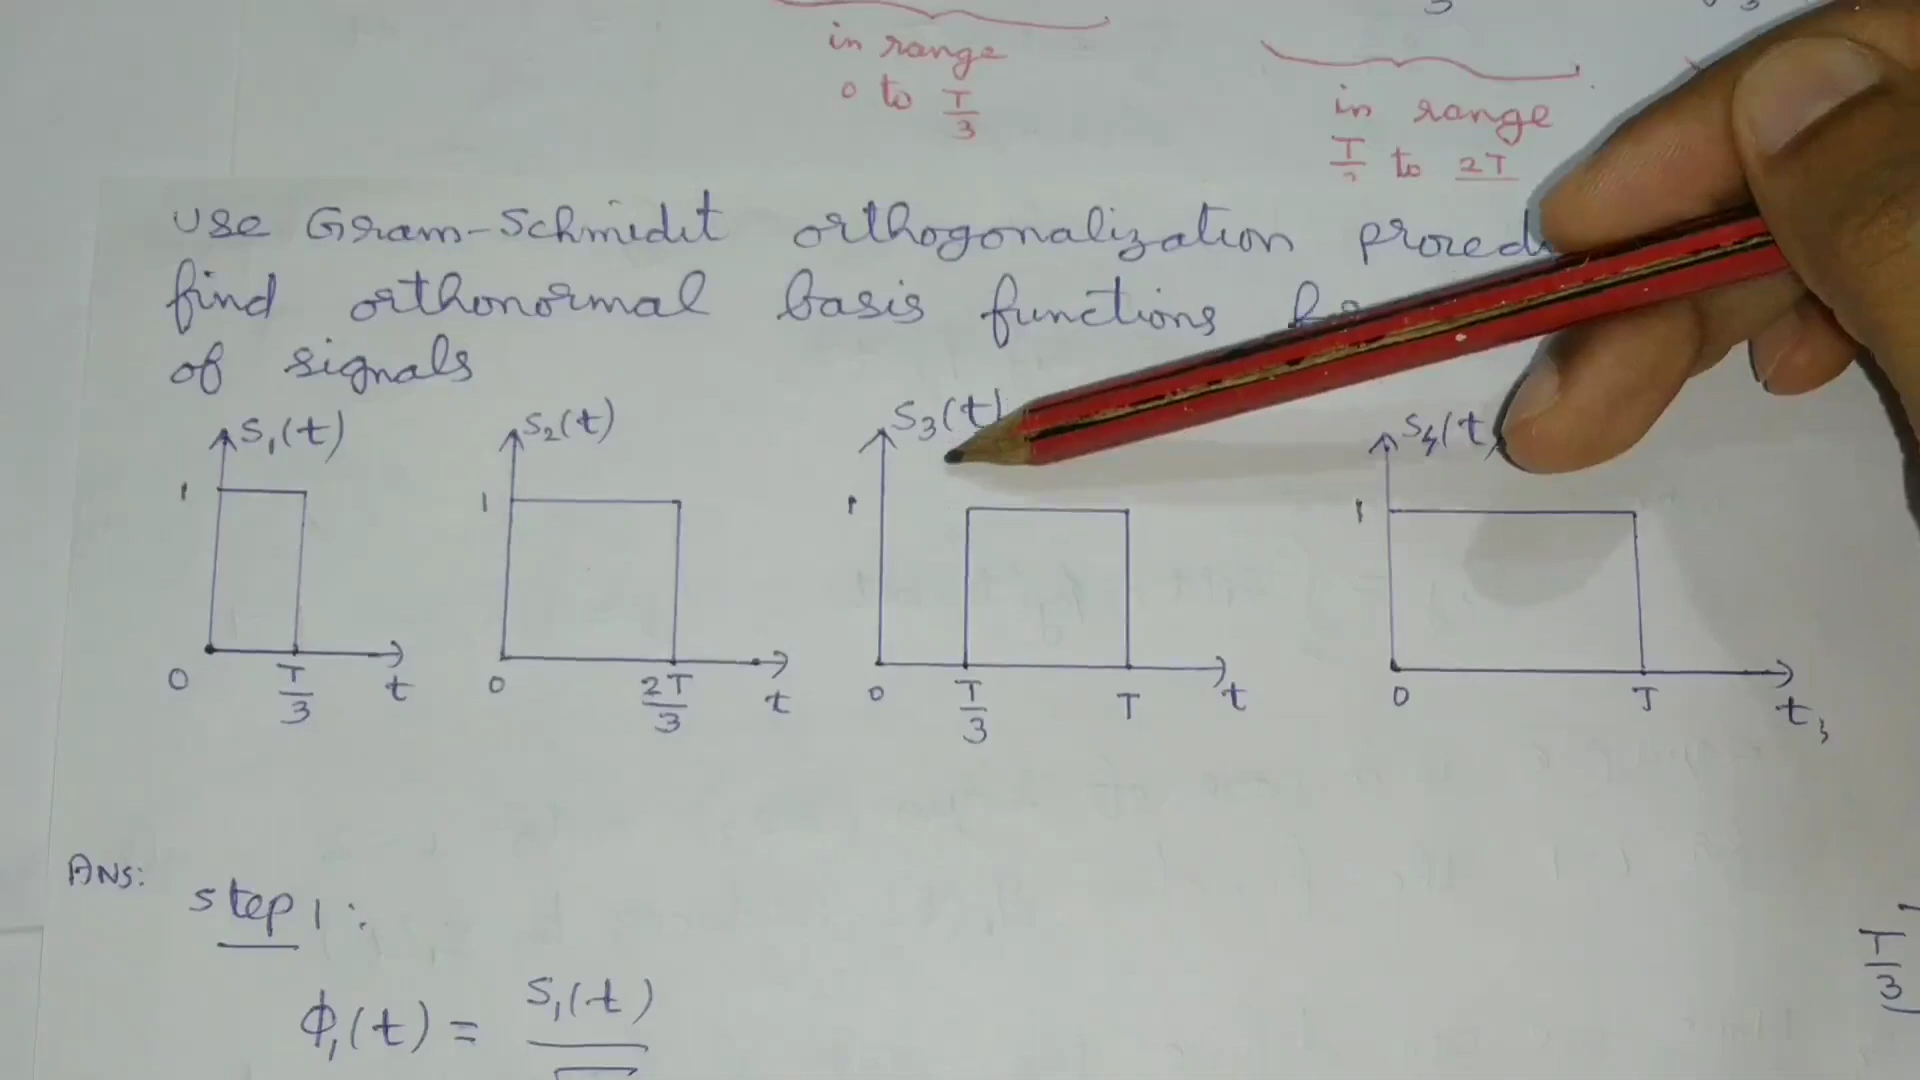 in range
0 to T/3
in range
T/ to 2T
use Gram-Schmidt orthogonalization proced
find orthonormal basis functions
of signals
S1(t)
S2(t)
S3(t)
S4(t)
1
1
1
1
0 T/3 t
0 2T/3 t
0 T/3 T t
0 T t,
ANS:
step 1:
ϕ1(t) = S1(t)
T/3